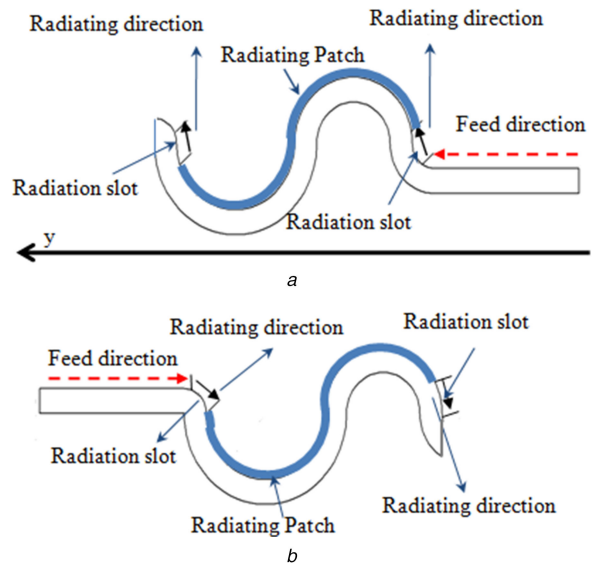 Radiating direction
Radiating direction
Radiating Patch
Feed direction
Radiation slot
Radiation slot
y
a
Radiation slot
Radiating direction
Feed direction
Radiation slot
Radiating direction
Radiating Patch
b